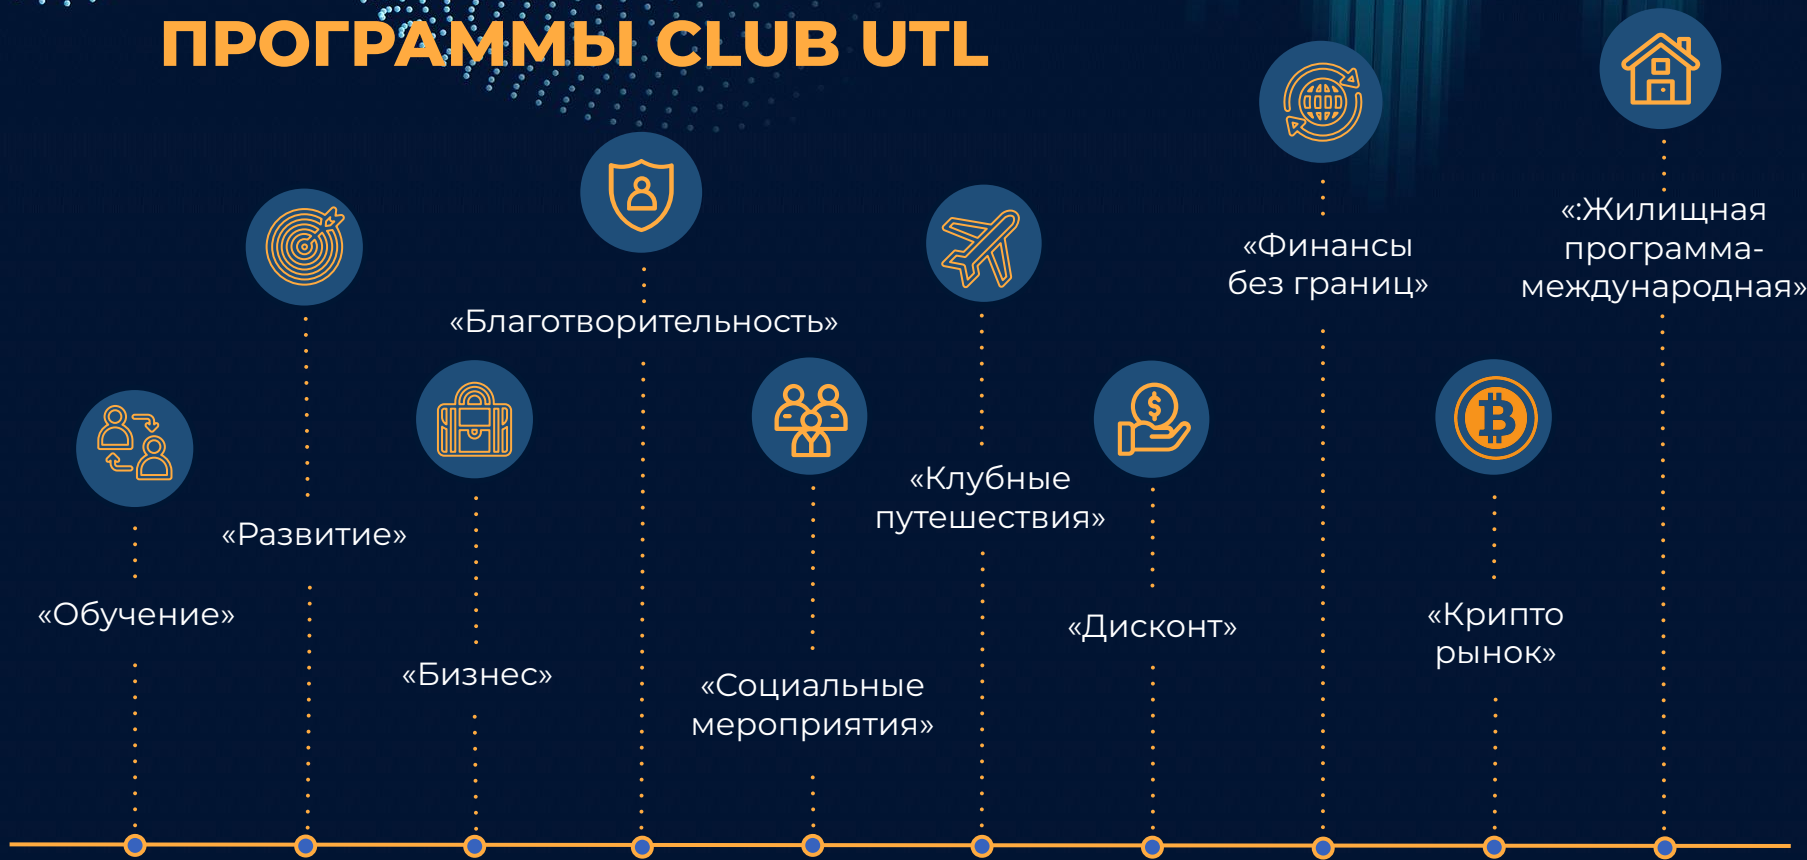 ПРОГРАММЫ CLUB UTL
«Обучение»
«Развитие»
«Бизнес»
«Благотворительность»
«Социальные
мероприятия»
«Клубные
путешествия»
«Дисконт»
«Финансы
без границ»
«Крипто
рынок»
«:Жилищная
программа-
международная»